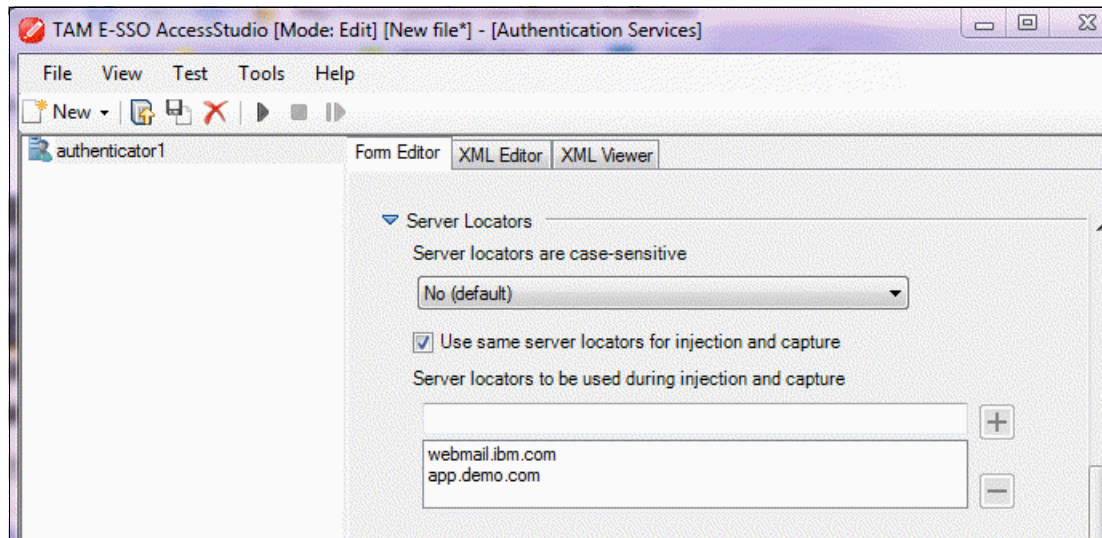 TAM E-SSO AccessStudio [Mode: Edit] [New file*] - [Authentication Services]
File View Test Tools Help
New
authenticator1
Form Editor XML Editor XML Viewer
Server Locators
Server locators are case-sensitive
No (default)
Use same server locators for injection and capture
Server locators to be used during injection and capture
webmail.ibm.com
app.demo.com